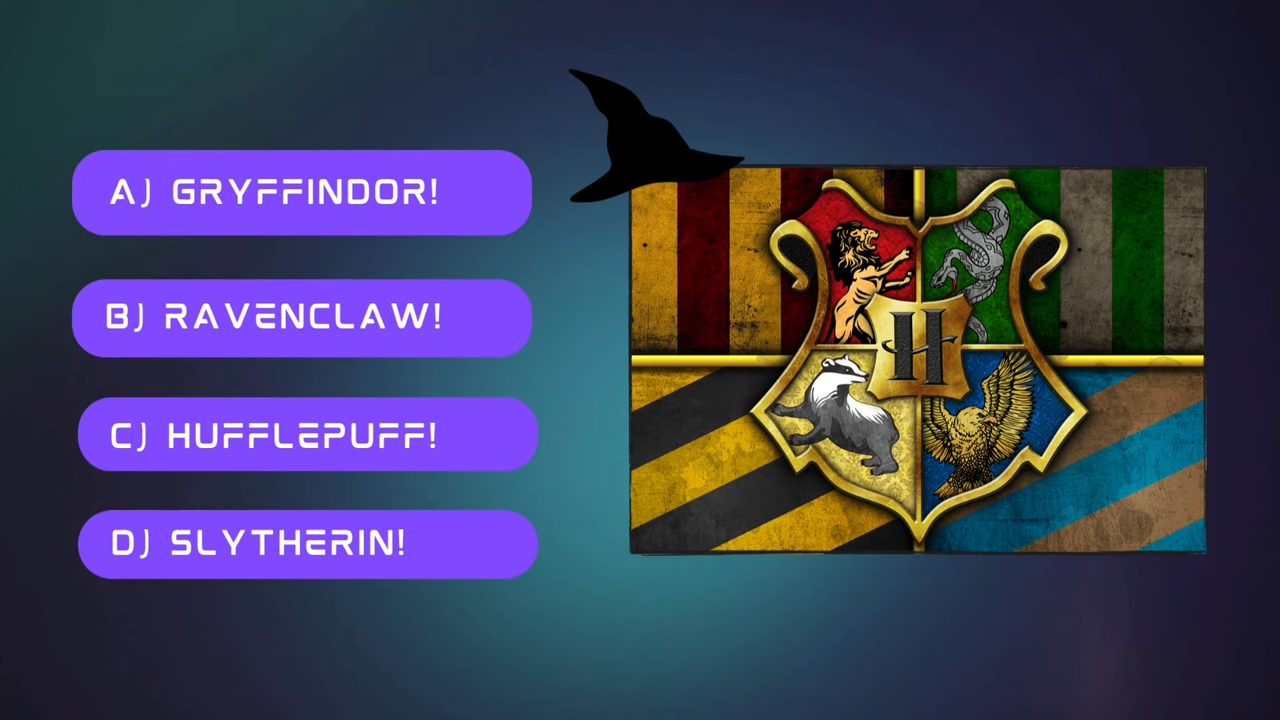 A) GRYFFINDOR!
B) RAVENCLAW!
C) HUFFLEPUFF!
D) SLYTHERIN!
H